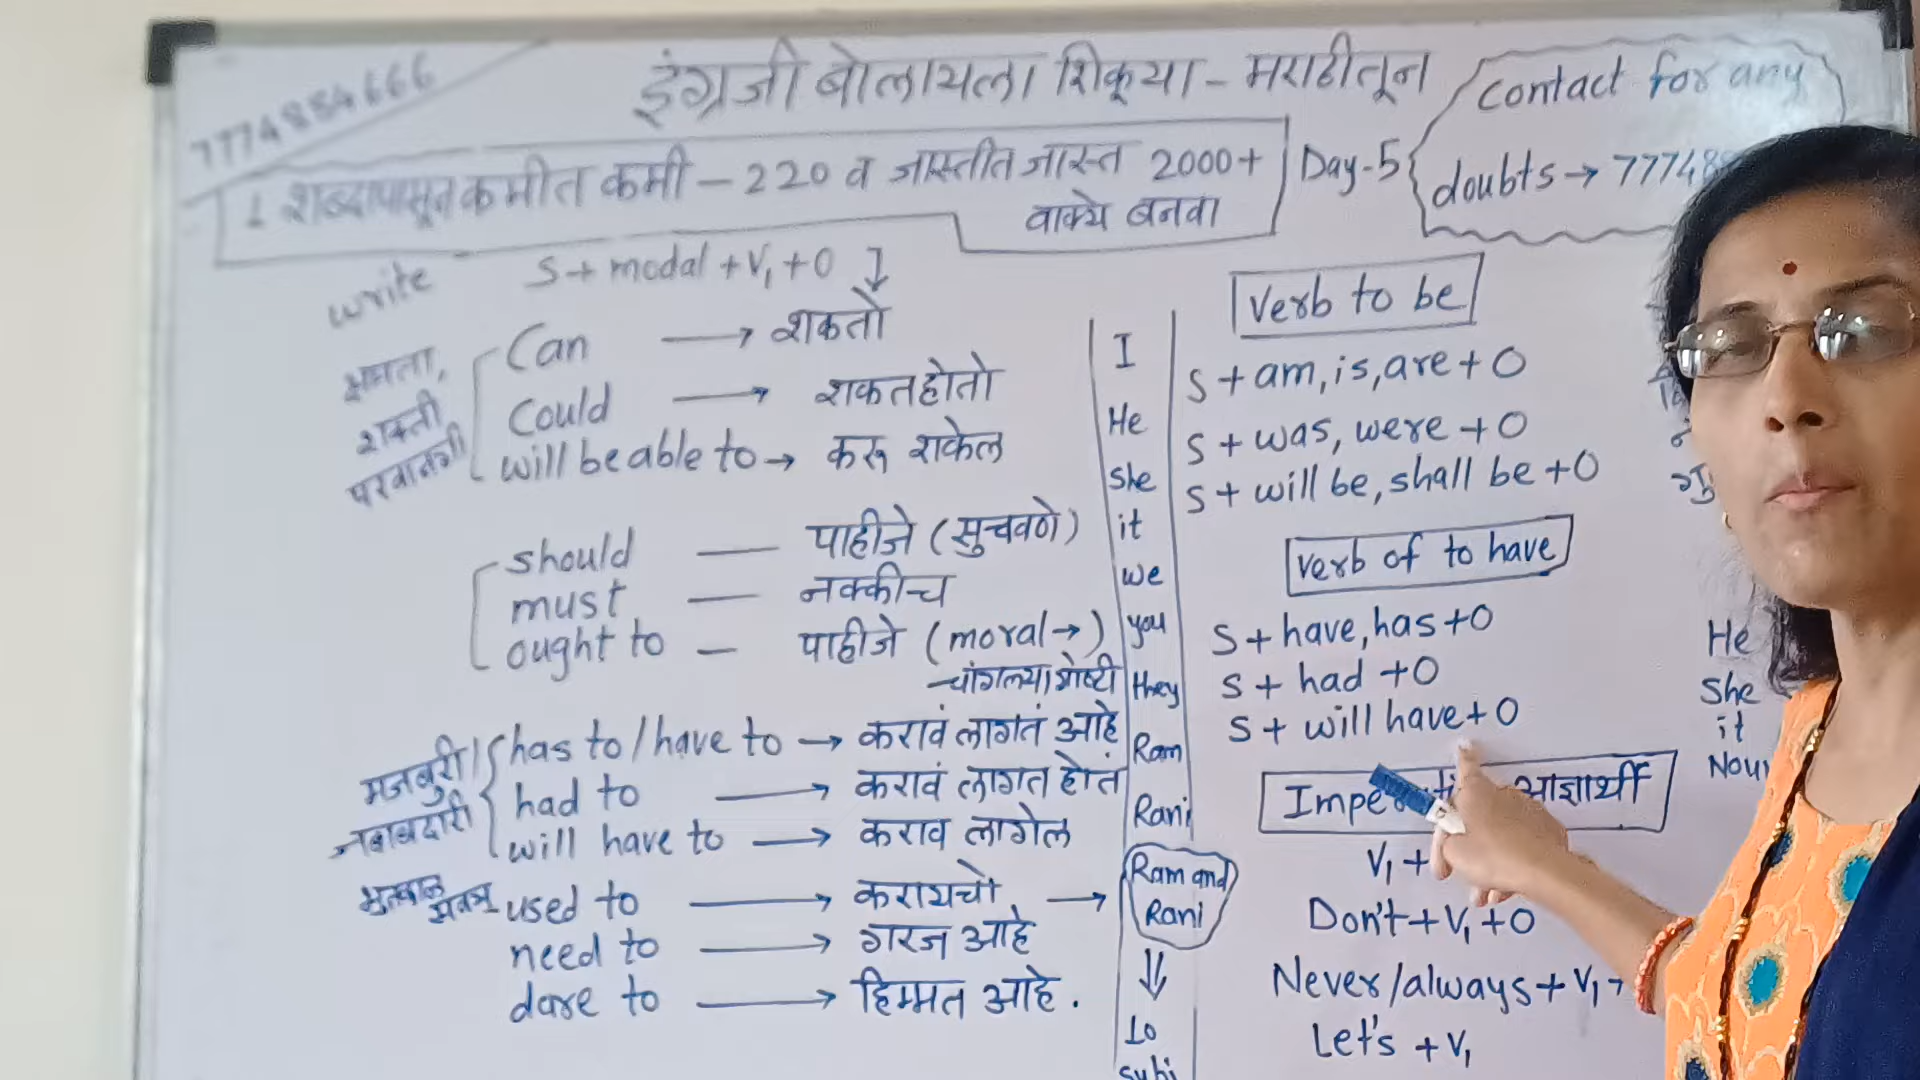 7774884666
इंग्रजी बोलायला शिकूया - मराठीतून
contact for any
doubts → 77748
1 शब्दापासून कमीत कमी - 220 व जास्तीत जास्त 2000+
वाक्ये बनवा
Day-5
write
S + modal + V₁ + O ↓
क्षमता,
शक्ती
परवानगी
Can → शकतो
Could → शकत होतो
will be able to → करू शकेल
should — पाहीजे (सुचवणे)
must — नक्कीच
ought to — पाहीजे (moral →)
चांगल्या गोष्टी
मजबुरी/
जबाबदारी
has to / have to → करावं लागतं आहे
had to → करावं लागत होतं
will have to → कराव लागेल
used to → करायचो →
need to → गरज आहे
dare to → हिम्मत आहे.
I
He
she
it
we
you
they
Ram
Rani
Ram and
Rani
⇓
10
subj
Verb to be
S + am, is, are + O
S + was, were + O
S + will be, shall be + O
Verb of to have
S + have, has + O
S + had + O
S + will have + O
आज्ञार्थी
V₁ +
Don't + V₁ + O
Never/always + V₁ +
Let's + V₁
He
She
it
Noun